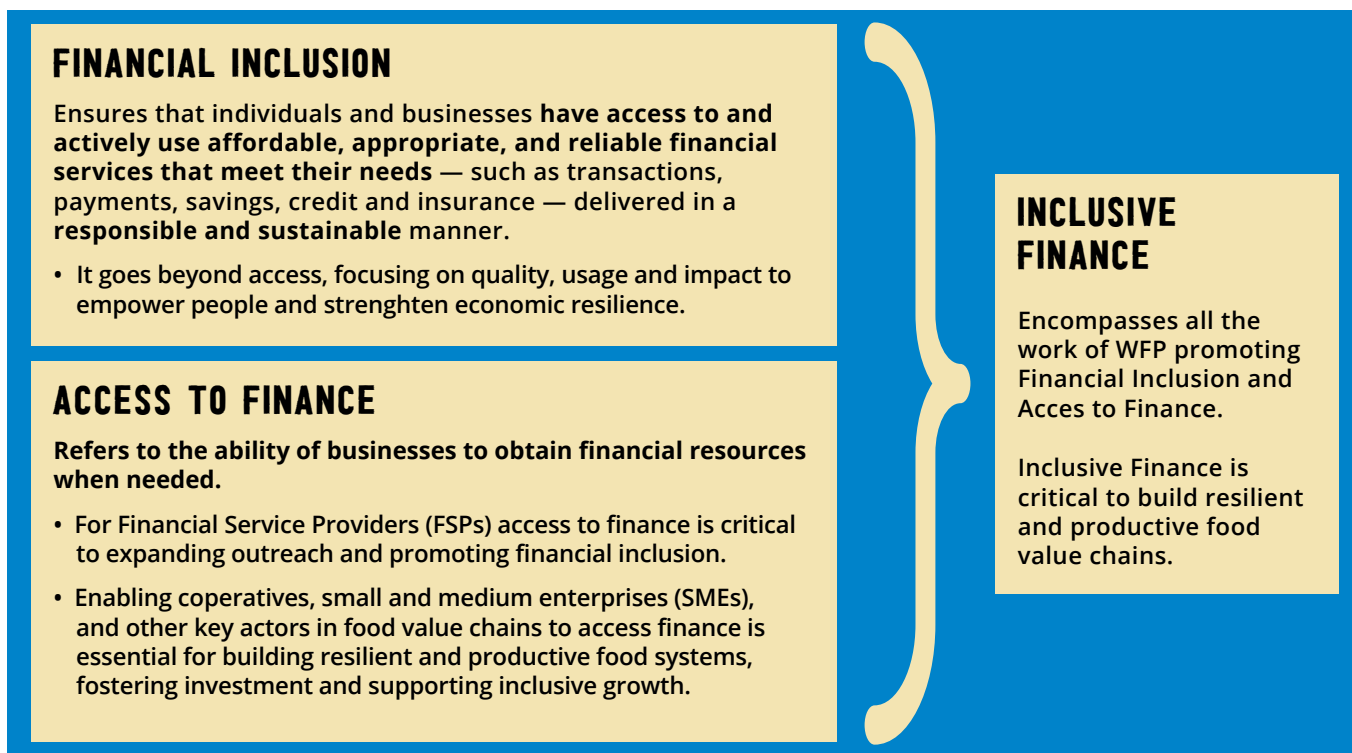 FINANCIAL INCLUSION
Ensures that individuals and businesses have access to and
actively use affordable, appropriate, and reliable financial
services that meet their needs — such as transactions,
payments, savings, credit and insurance — delivered in a
responsible and sustainable manner.
• It goes beyond access, focusing on quality, usage and impact to
empower people and strenghten economic resilience.
ACCESS TO FINANCE
Refers to the ability of businesses to obtain financial resources
when needed.
• For Financial Service Providers (FSPs) access to finance is critical
to expanding outreach and promoting financial inclusion.
• Enabling coperatives, small and medium enterprises (SMEs),
and other key actors in food value chains to access finance is
essential for building resilient and productive food systems,
fostering investment and supporting inclusive growth.
INCLUSIVE
FINANCE
Encompasses all the
work of WFP promoting
Financial Inclusion and
Acces to Finance.
Inclusive Finance is
critical to build resilient
and productive food
value chains.